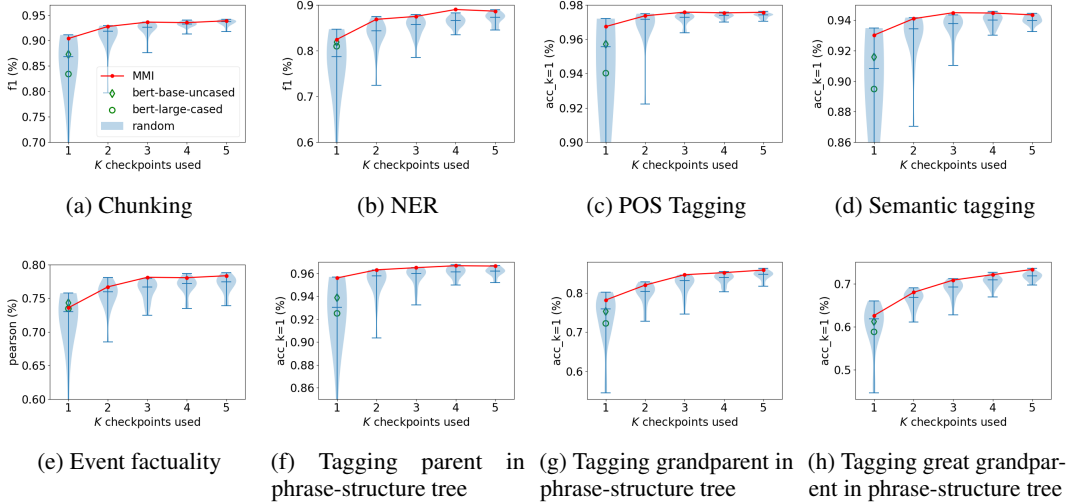 0.95
0.90
0.85
0.80
0.75
0.70
f1 (%)
MMI
bert-base-uncased
bert-large-cased
random
1 2 3 4 5
K checkpoints used
(a) Chunking
0.9
0.8
0.7
0.6
f1 (%)
1 2 3 4 5
K checkpoints used
(b) NER
0.98
0.96
0.94
0.92
0.90
acc_k=1 (%)
1 2 3 4 5
K checkpoints used
(c) POS Tagging
0.94
0.92
0.90
0.88
0.86
acc_k=1 (%)
1 2 3 4 5
K checkpoints used
(d) Semantic tagging
0.80
0.75
0.70
0.65
0.60
pearson (%)
1 2 3 4 5
K checkpoints used
(e) Event factuality
0.96
0.94
0.92
0.90
0.88
0.86
acc_k=1 (%)
1 2 3 4 5
K checkpoints used
(f) Tagging parent in
phrase-structure tree
0.8
0.7
0.6
acc_k=1 (%)
1 2 3 4 5
K checkpoints used
(g) Tagging grandparent in
phrase-structure tree
0.7
0.6
0.5
acc_k=1 (%)
1 2 3 4 5
K checkpoints used
(h) Tagging great grandpar-
ent in phrase-structure tree